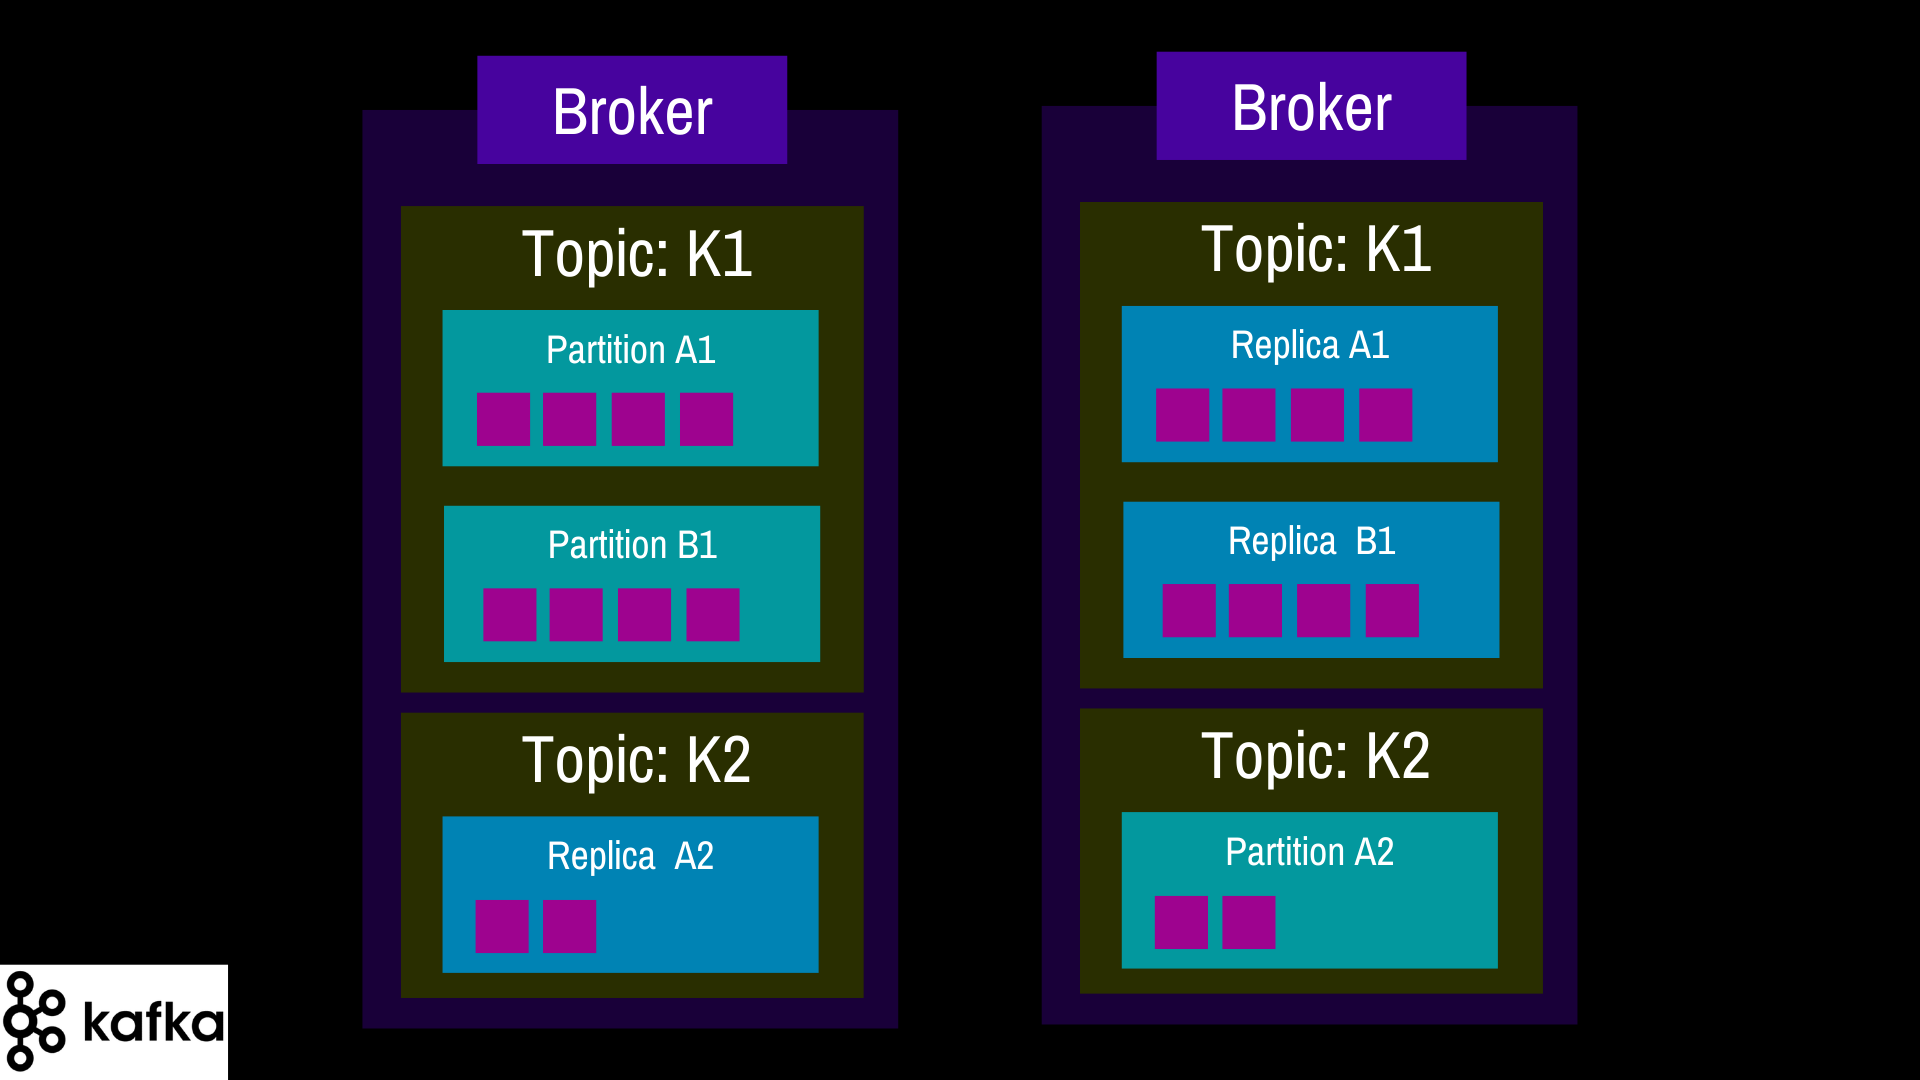 Broker
Topic: K1
Partition A1
Partition B1
Topic: K2
Replica A2
Broker
Topic: K1
Replica A1
Replica B1
Topic: K2
Partition A2
kafka